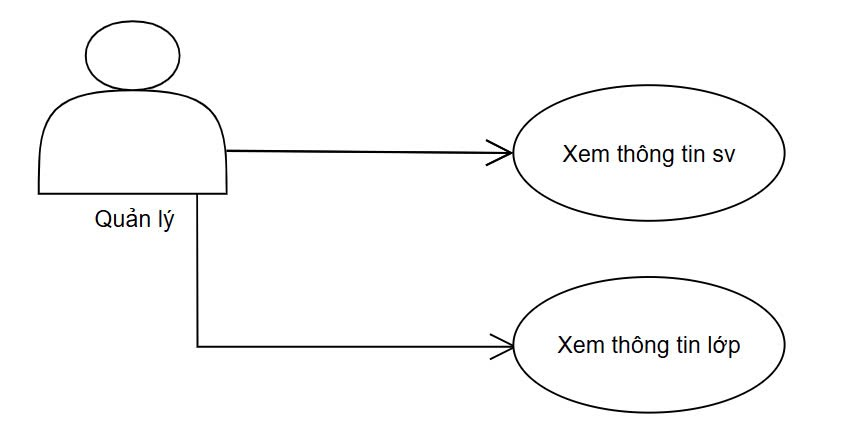 Xem thông tin sv
Quản lý
Xem thông tin lớp